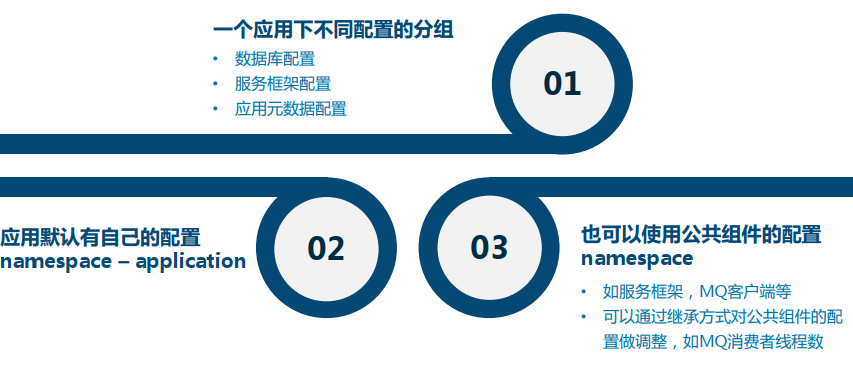 一个应用下不同配置的分组
• 数据库配置
• 服务框架配置
• 应用元数据配置
01
应用默认有自己的配置
namespace – application
02
03
也可以使用公共组件的配置
namespace
• 如服务框架，MQ客户端等
• 可以通过继承方式对公共组件的配
置做调整，如MQ消费者线程数